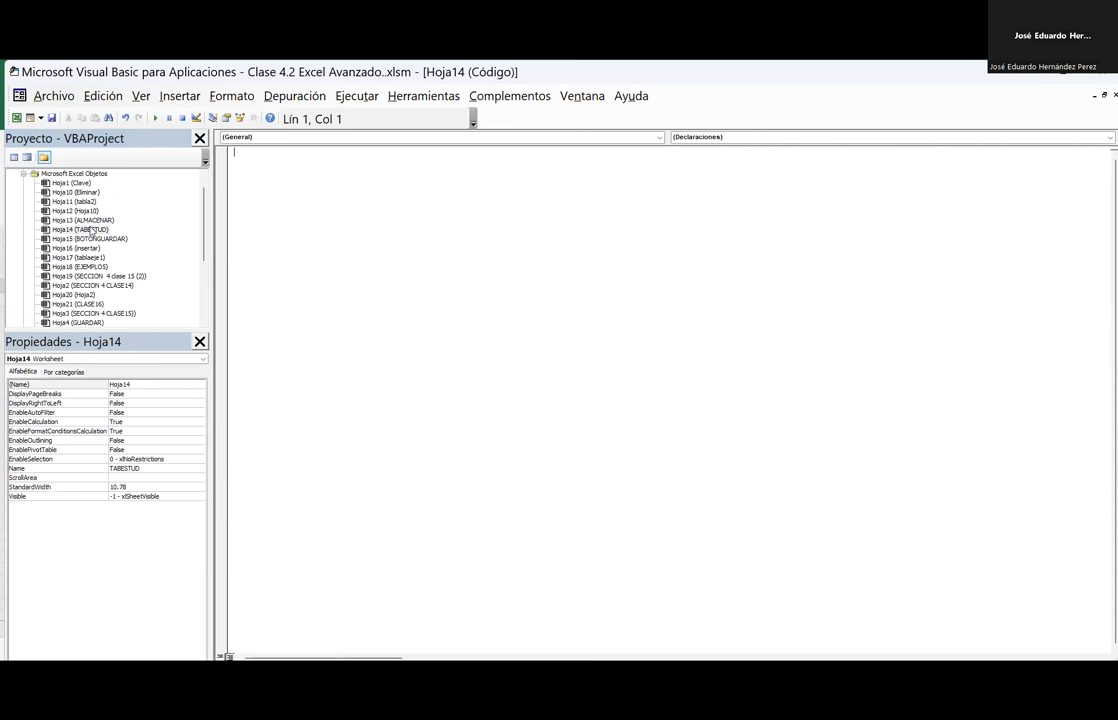 José Eduardo Her...
José Eduardo Hernández Perez
Microsoft Visual Basic para Aplicaciones - Clase 4.2 Excel Avanzado..xlsm - [Hoja14 (Código)]
Archivo Edición Ver Insertar Formato Depuración Ejecutar Herramientas Complementos Ventana Ayuda
Lín 1, Col 1
Proyecto - VBAProject
(General)
(Declaraciones)
Microsoft Excel Objetos
Hoja1 (Clave)
Hoja10 (Eliminar)
Hoja11 (tabla2)
Hoja12 (Hoja10)
Hoja13 (ALMACENAR)
Hoja14 (TABESTUD)
Hoja15 (BOTONGUARDAR)
Hoja16 (insertar)
Hoja17 (tablaeje1)
Hoja18 (EJEMPLO5)
Hoja19 (SECCION 4 clase 15 (2))
Hoja2 (SECCION 4 CLASE14)
Hoja20 (Hoja2)
Hoja21 (CLASE16)
Hoja3 (SECCION 4 CLASE15))
Hoja4 (GUARDAR)
Propiedades - Hoja14
Hoja14 Worksheet
Alfabética Por categorías
(Name) Hoja14
DisplayPageBreaks False
DisplayRightToLeft False
EnableAutoFilter False
EnableCalculation True
EnableFormatConditionsCalculation True
EnableOutlining False
EnablePivotTable False
EnableSelection 0 - xlNoRestrictions
Name TABESTUD
ScrollArea
StandardWidth 10.78
Visible -1 - xlSheetVisible